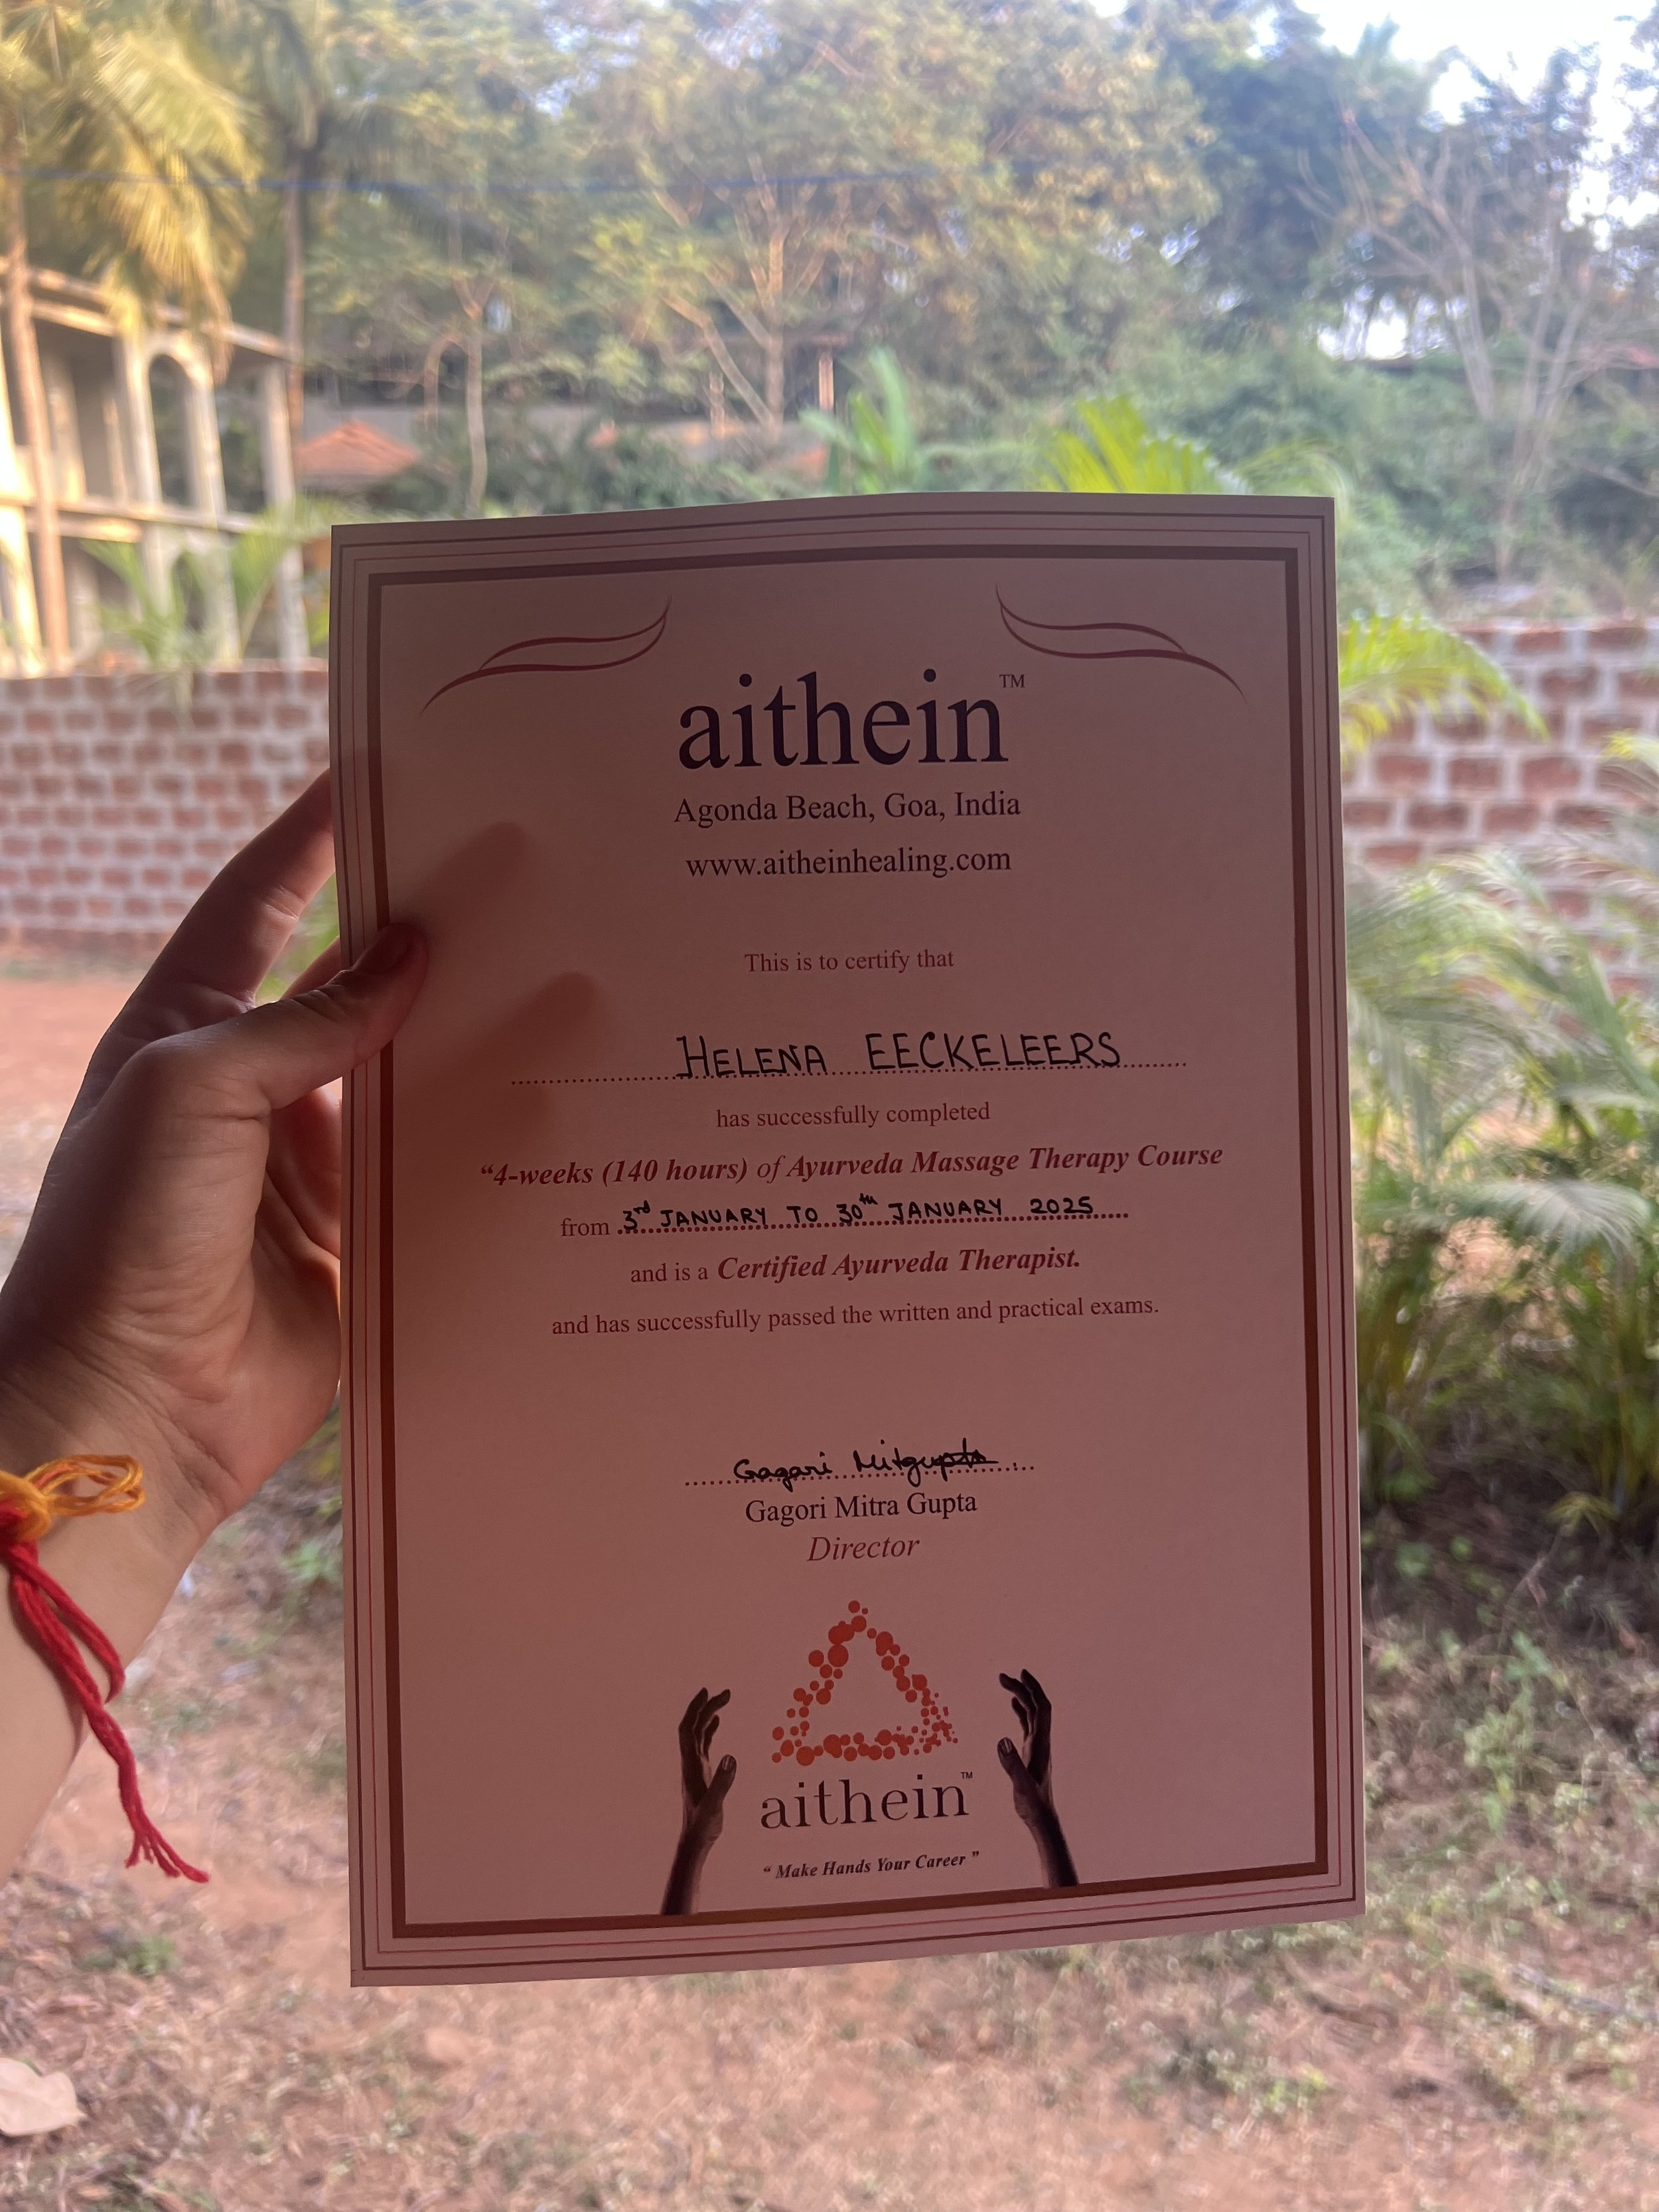 aithein™
Agonda Beach, Goa, India
www.aitheinhealing.com
This is to certify that
HELENA EECKELEERS
has successfully completed
“4-weeks (140 hours) of Ayurveda Massage Therapy Course
from 3rd JANUARY TO 30th JANUARY 2025
and is a Certified Ayurveda Therapist.
and has successfully passed the written and practical exams.
Gagari Mitgupta
Gagori Mitra Gupta
Director
aithein™
“ Make Hands Your Career ”